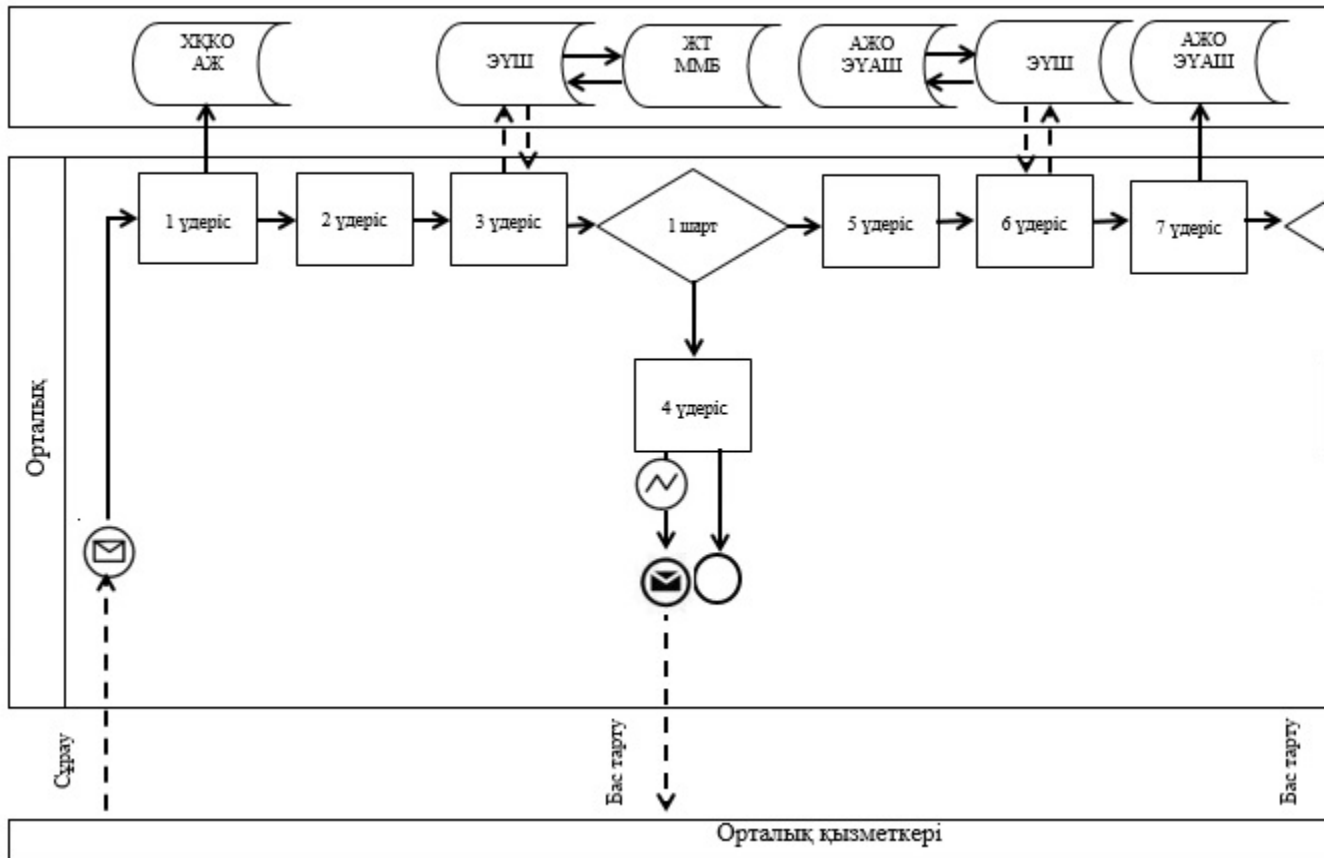 ХҚКО
АЖ
ЭҮШ
ЖТ
ММБ
АЖО
ЭҮАШ
ЭҮШ
АЖО
ЭҮАШ
Орталық
1 үдеріс
2 үдеріс
3 үдеріс
1 шарт
5 үдеріс
6 үдеріс
7 үдеріс
4 үдеріс
Сұрау
Бас тарту
Бас тарту
Орталық қызметкері